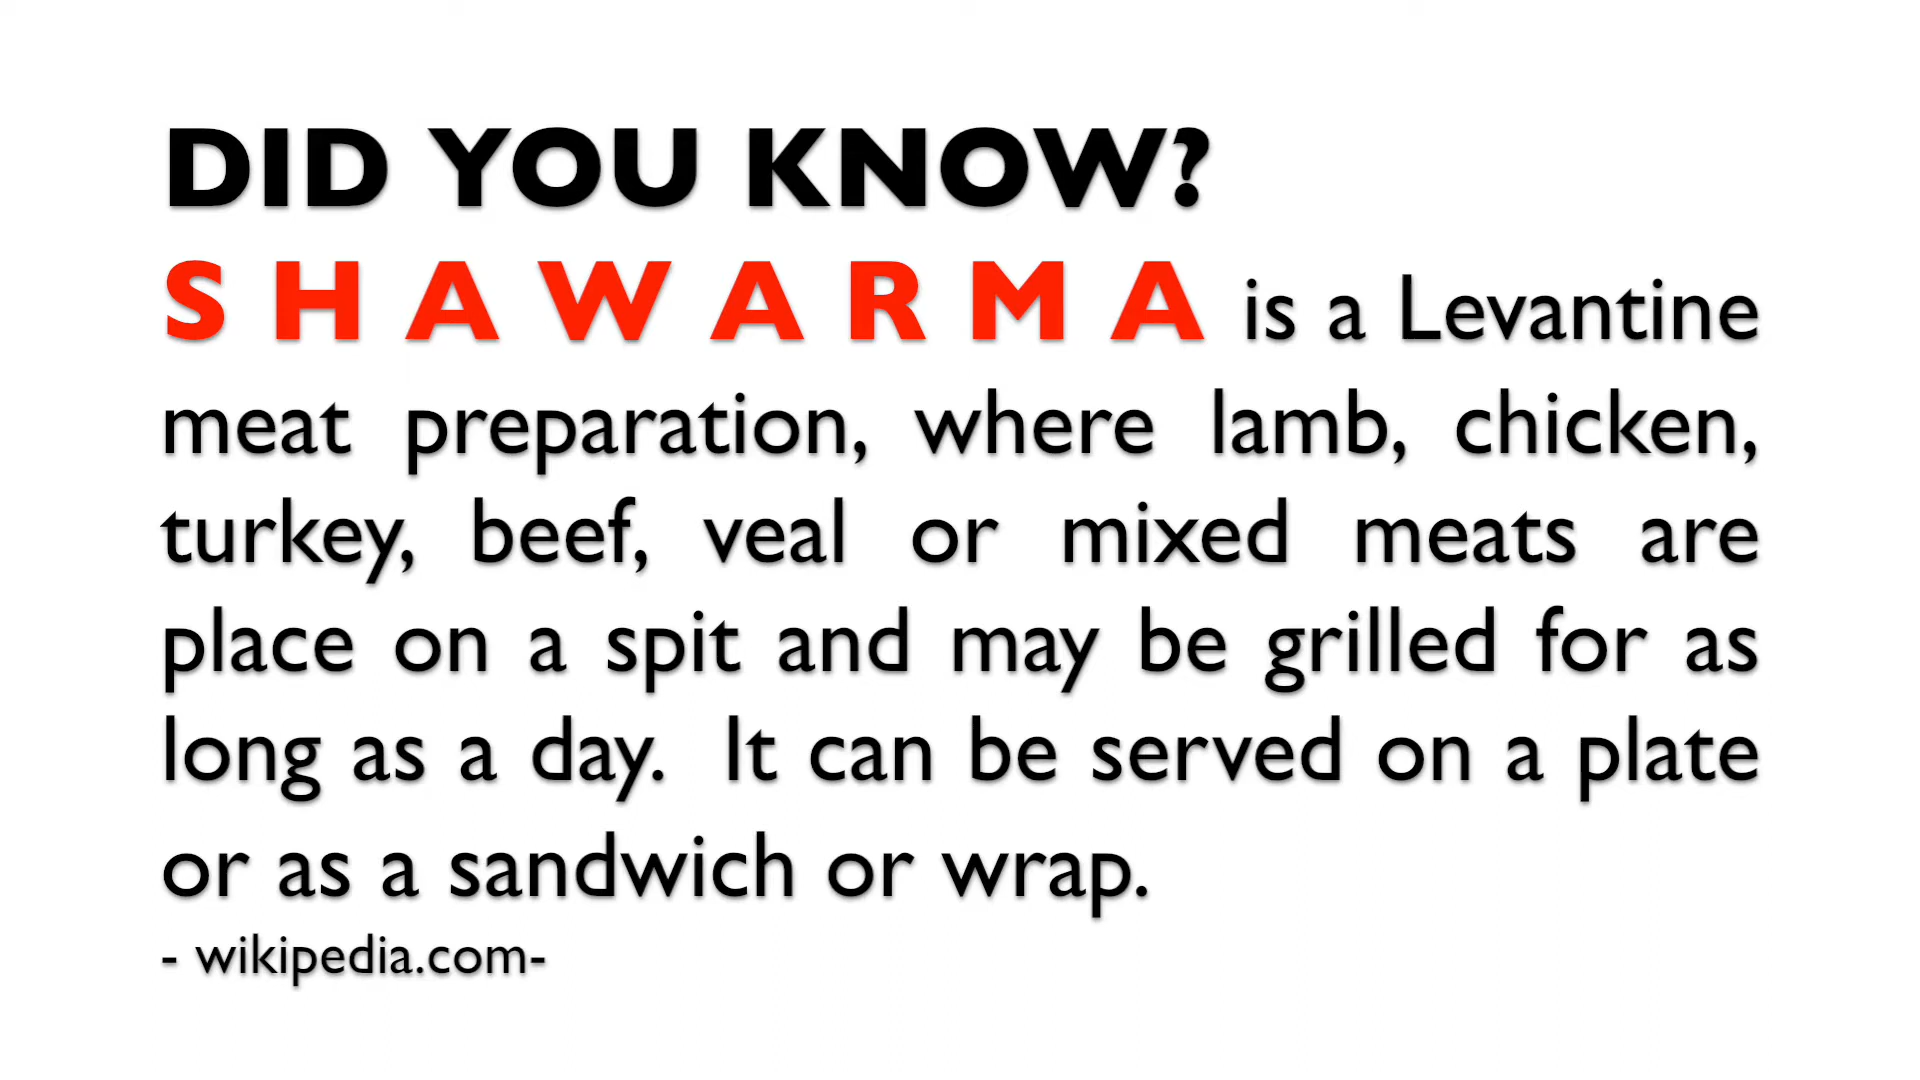 DID YOU KNOW?
S H A W A R M A is a Levantine
meat preparation, where lamb, chicken,
turkey, beef, veal or mixed meats are
place on a spit and may be grilled for as
long as a day.  It can be served on a plate
or as a sandwich or wrap.
- wikipedia.com-